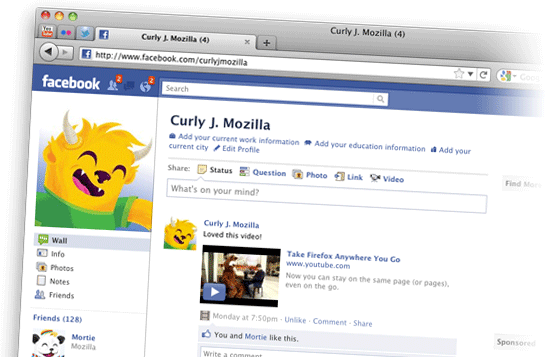 Curly J. Mozilla (4)
Curly J. Mozilla (4)
http://www.facebook.com/curlyjmozilla
facebook
2
2
Search
Curly J. Mozilla
Add your current work information Add your education information Add your
current city Edit Profile
Share: Status Question Photo Link Video
What's on your mind?
Find More
Wall
Info
Photos
Notes
Friends
Curly J. Mozilla
Loved this video!
Take Firefox Anywhere You Go
www.youtube.com
Now you can stay on the same page (or pages),
even on the go.
Monday at 7:50pm · Unlike · Comment · Share
You and Mortie like this.
Write a comment...
Friends (128)
Mortie
Mozilla
Sponsored